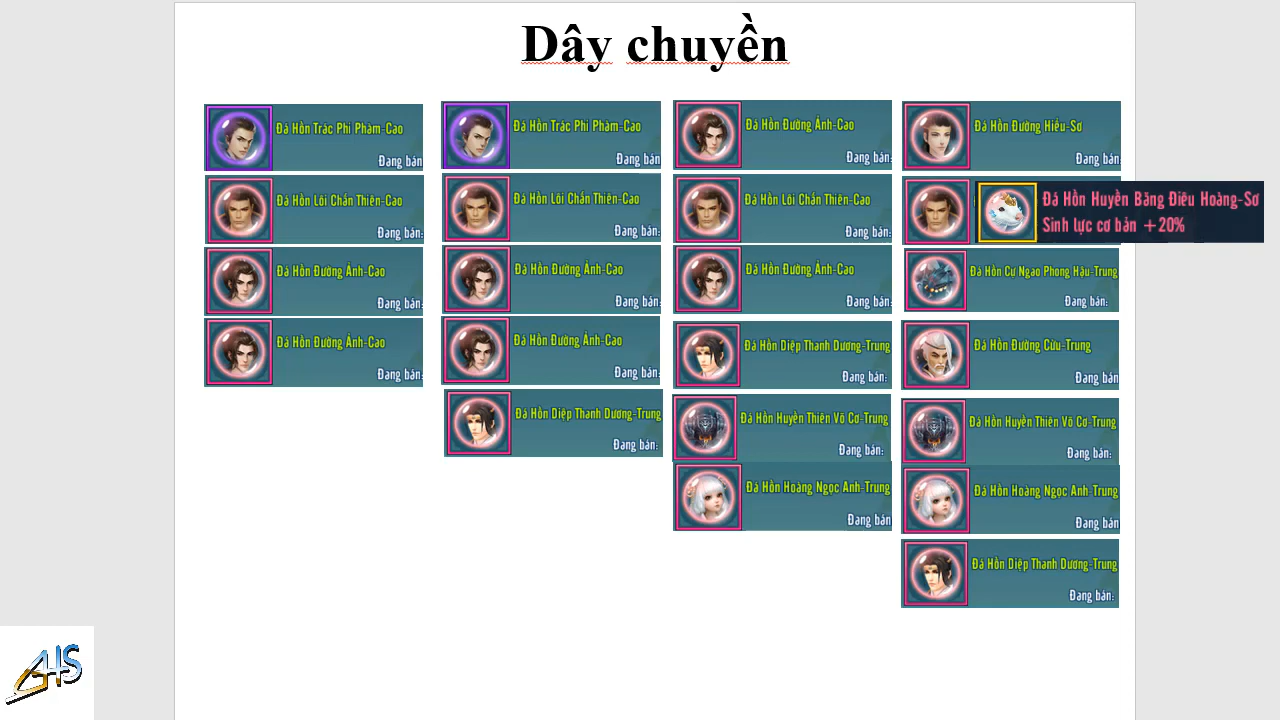 Dây chuyền
Đá Hồn Trác Phi Phàm-Cao
Đang bán
Đá Hồn Lôi Chấn Thiên-Cao
Đang bán:
Đá Hồn Đường Ảnh-Cao
Đang bán:
Đá Hồn Đường Ảnh-Cao
Đang bán:
Đá Hồn Trác Phi Phàm-Cao
Đang bán
Đá Hồn Lôi Chấn Thiên-Cao
Đang bán:
Đá Hồn Đường Ảnh-Cao
Đang bán:
Đá Hồn Đường Ảnh-Cao
Đang bán:
Đá Hồn Diệp Thanh Dương-Trung
Đang bán:
Đá Hồn Đường Ảnh-Cao
Đang bán:
Đá Hồn Lôi Chấn Thiên-Cao
Đang bán:
Đá Hồn Đường Ảnh-Cao
Đang bán:
Đá Hồn Diệp Thanh Dương-Trung
Đang bán:
Đá Hồn Huyền Thiên Võ Cơ-Trung
Đang bán:
Đá Hồn Hoàng Ngọc Anh-Trung
Đang bán
Đá Hồn Đường Hiếu-Sơ
Đang bán
Đá Hồn Huyền Băng Điêu Hoàng-Sơ
Sinh lực cơ bản +20%
Đá Hồn Cự Ngao Phong Hậu-Trung
Đang bán:
Đá Hồn Đường Cửu-Trung
Đang bán
Đá Hồn Huyền Thiên Võ Cơ-Trung
Đang bán:
Đá Hồn Hoàng Ngọc Anh-Trung
Đang bán
Đá Hồn Diệp Thanh Dương-Trung
Đang bán: